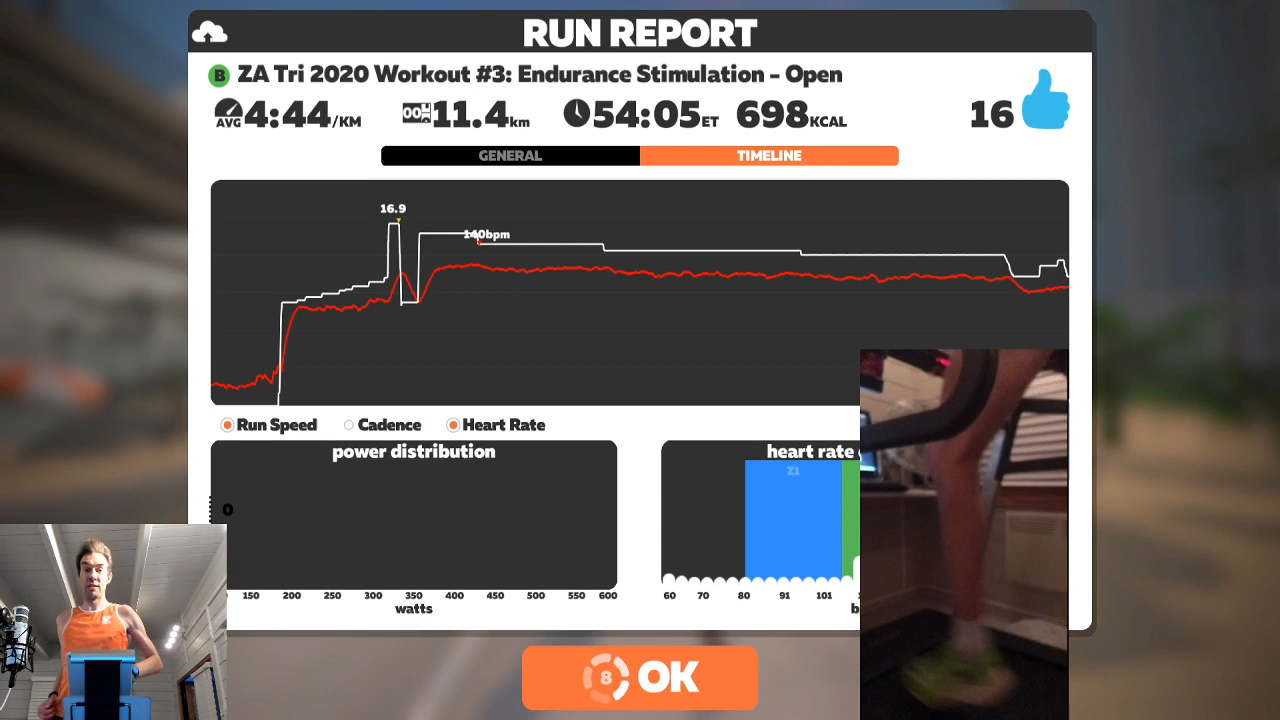 RUN REPORT
B ZA Tri 2020 Workout #3: Endurance Stimulation - Open
AVG 4:44/KM 11.4km 54:05ET 698KCAL 16
GENERAL TIMELINE
16.9
140bpm
Run Speed Cadence Heart Rate
power distribution heart rate
Z1
0
150 200 250 300 350 400 450 500 550 600 60 70 80 91 101
watts b
8 OK